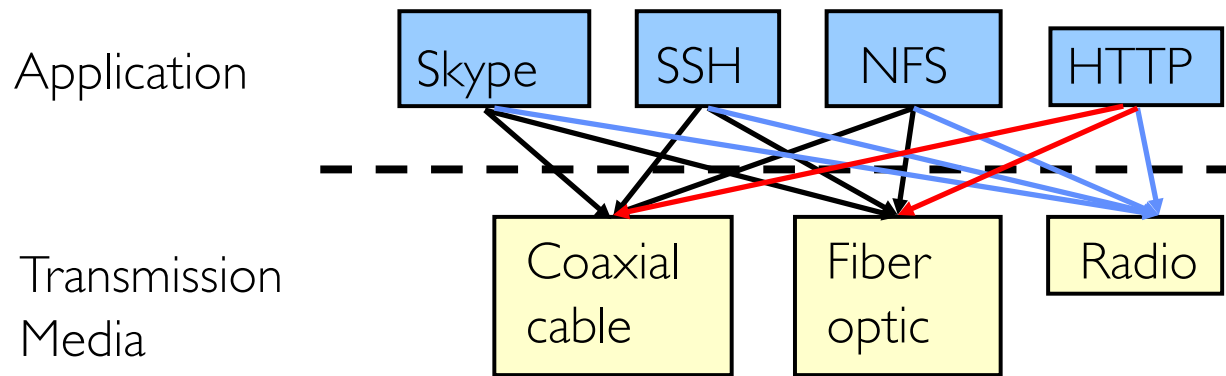 Application
Skype
SSH
NFS
HTTP
Transmission
Media
Coaxial
cable
Fiber
optic
Radio